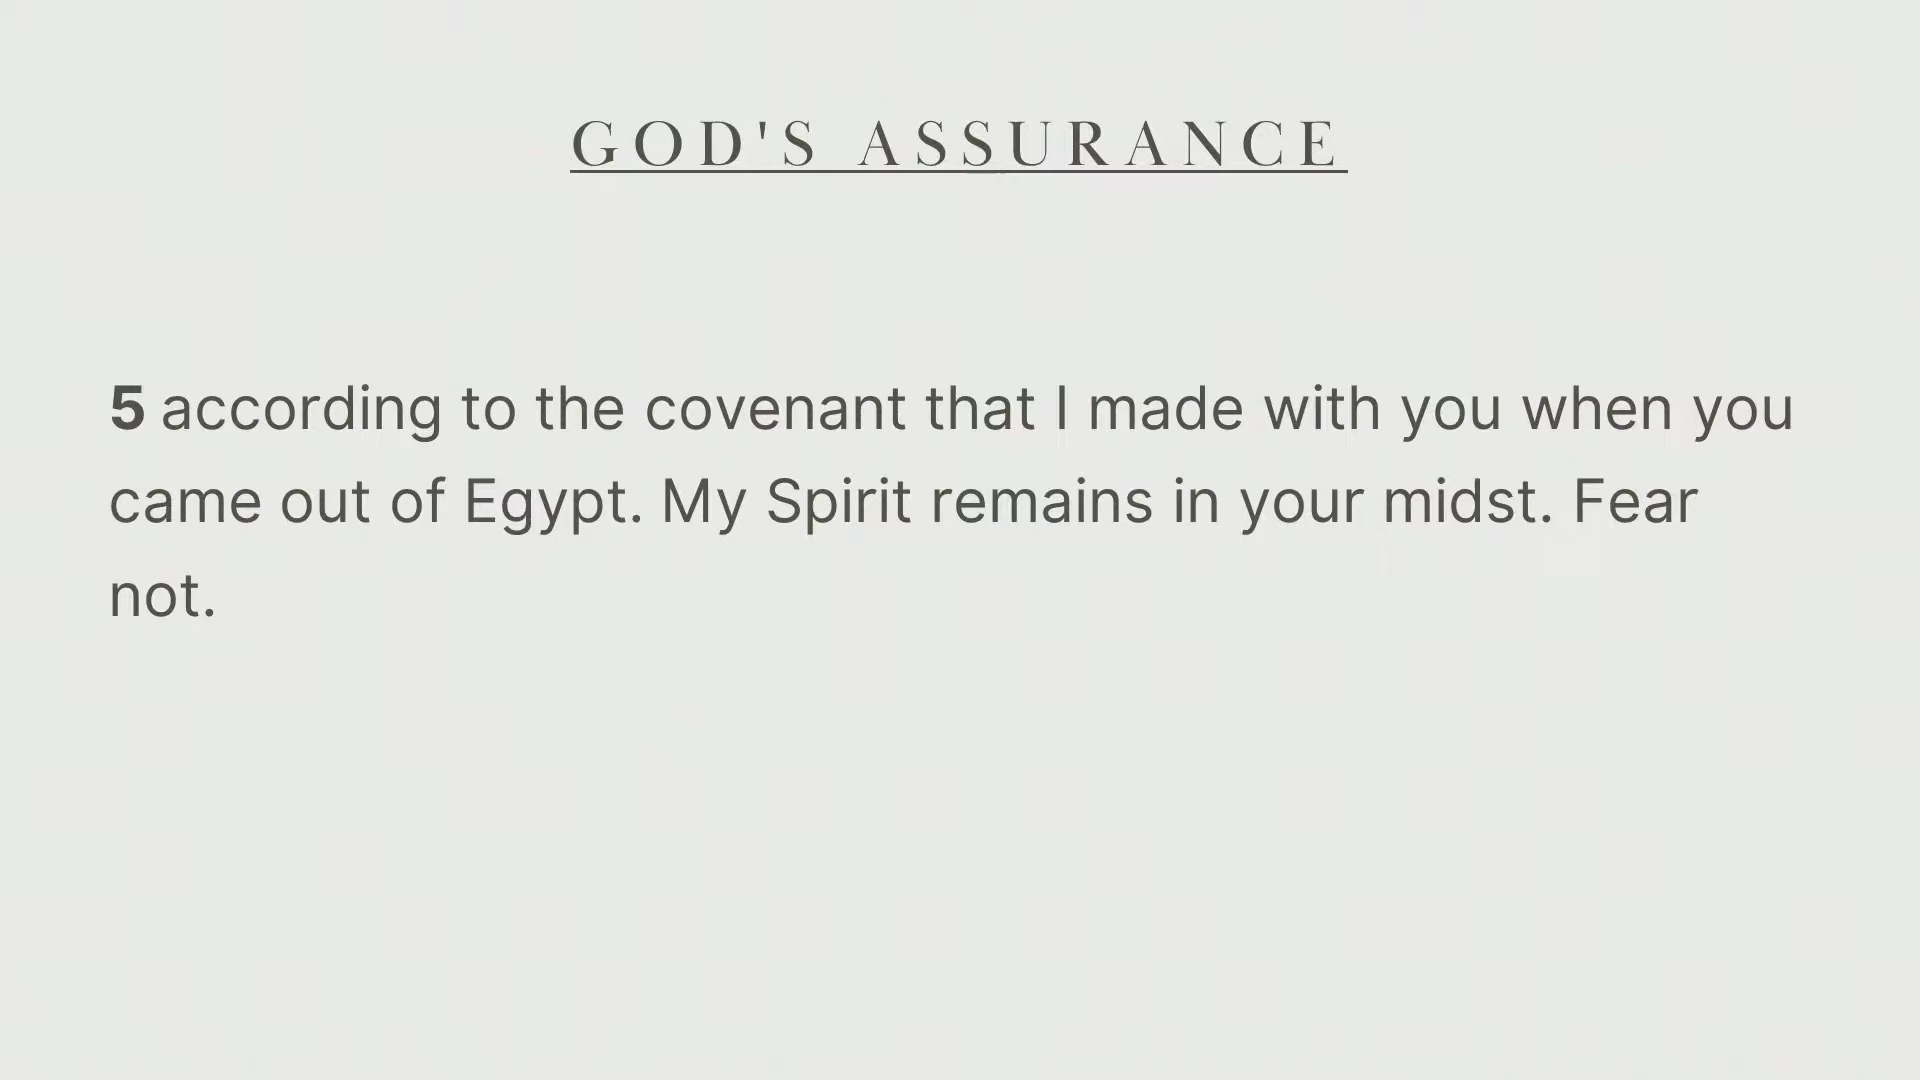 GOD'S ASSURANCE
5 according to the covenant that I made with you when you
came out of Egypt. My Spirit remains in your midst. Fear
not.